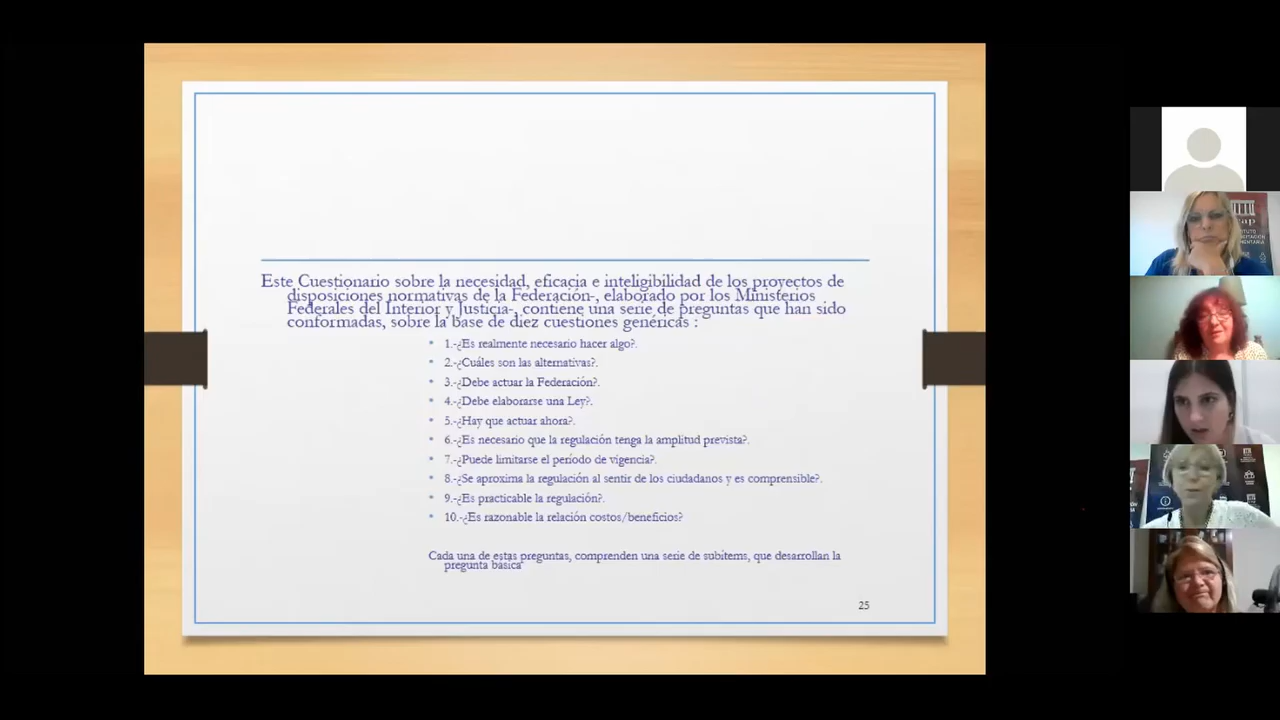 Este Cuestionario sobre la necesidad, eficacia e inteligibilidad de los proyectos de
disposiciones normativas de la Federación-, elaborado por los Ministerios
Federales del Interior y Justicia-, contiene una serie de preguntas que han sido
conformadas, sobre la base de diez cuestiones genéricas :
• 1.-¿Es realmente necesario hacer algo?.
• 2.-¿Cuáles son las alternativas?.
• 3.-¿Debe actuar la Federación?.
• 4.-¿Debe elaborarse una Ley?.
• 5.-¿Hay que actuar ahora?.
• 6.-¿Es necesario que la regulación tenga la amplitud prevista?.
• 7.-¿Puede limitarse el período de vigencia?.
• 8.-¿Se aproxima la regulación al sentir de los ciudadanos y es comprensible?.
• 9.-¿Es practicable la regulación?.
• 10.-¿Es razonable la relación costos/beneficios?
Cada una de estas preguntas, comprenden una serie de subitems, que desarrollan la
pregunta básica
25